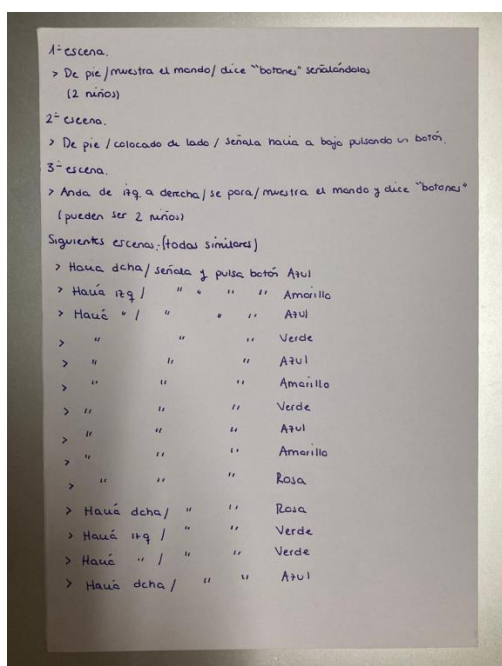 1ª escena.
> De pie / muestra el mando / dice "botones" señalándolos
(2 niños)
2ª escena.
> De pie / colocado de lado / señala hacia a bajo pulsando un botón.
3ª escena.
> Anda de izq a derecha / se para / muestra el mando y dice "botones"
(pueden ser 2 niños)
Siguientes escenas: (todas similares)
> Hacia dcha / señala y pulsa botón Azul
> Hacia izq / " " " " Amarillo
> Hacia " / " " " Azul
> " " " Verde
> " " " Azul
> " " " Amarillo
> " " " Verde
> " " " Azul
> " " " Amarillo
> " " " Rosa
> Hacia dcha / " " Rosa
> Hacia izq / " " Verde
> Hacia " / " " Verde
> Hacia dcha / " " Azul